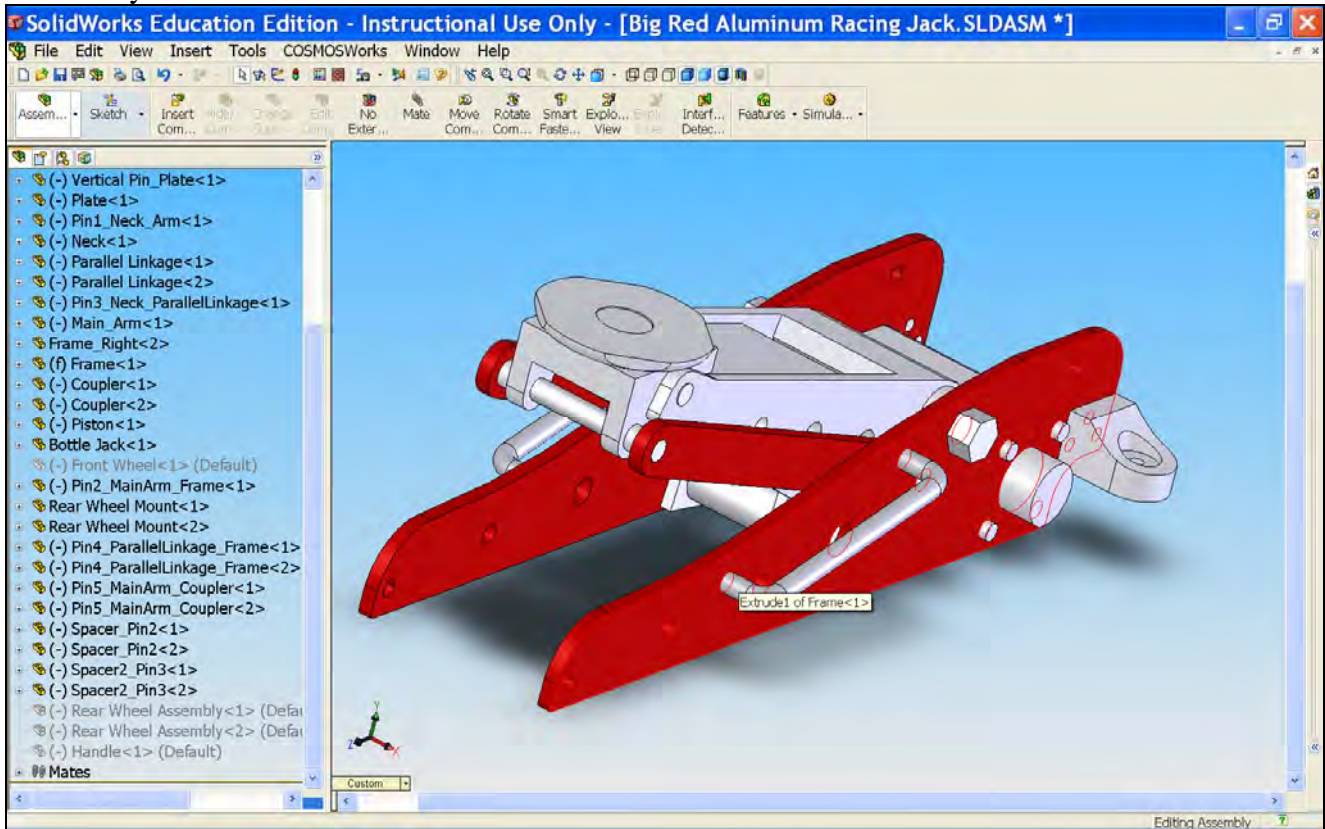 SolidWorks Education Edition - Instructional Use Only - [Big Red Aluminum Racing Jack.SLDASM *]
File Edit View Insert Tools COSMOSWorks Window Help
Assem... Sketch Insert Com... No Exter... Mate Move Com... Rotate Com... Smart Faste... Explo... View Interf... Detec... Features Simula...
(-) Vertical Pin_Plate<1>
(-) Plate<1>
(-) Pin1_Neck_Arm<1>
(-) Neck<1>
(-) Parallel Linkage<1>
(-) Parallel Linkage<2>
(-) Pin3_Neck_ParallelLinkage<1>
(-) Main_Arm<1>
Frame_Right<2>
(f) Frame<1>
(-) Coupler<1>
(-) Coupler<2>
(-) Piston<1>
Bottle Jack<1>
(-) Front Wheel<1> (Default)
(-) Pin2_MainArm_Frame<1>
Rear Wheel Mount<1>
Rear Wheel Mount<2>
(-) Pin4_ParallelLinkage_Frame<1>
(-) Pin4_ParallelLinkage_Frame<2>
(-) Pin5_MainArm_Coupler<1>
(-) Pin5_MainArm_Coupler<2>
(-) Spacer_Pin2<1>
(-) Spacer_Pin2<2>
(-) Spacer2_Pin3<1>
(-) Spacer2_Pin3<2>
(-) Rear Wheel Assembly<1> (Defau
(-) Rear Wheel Assembly<2> (Defau
(-) Handle<1> (Default)
Mates
Extrude1 of Frame<1>
Y
Z
X
Custom
Editing Assembly